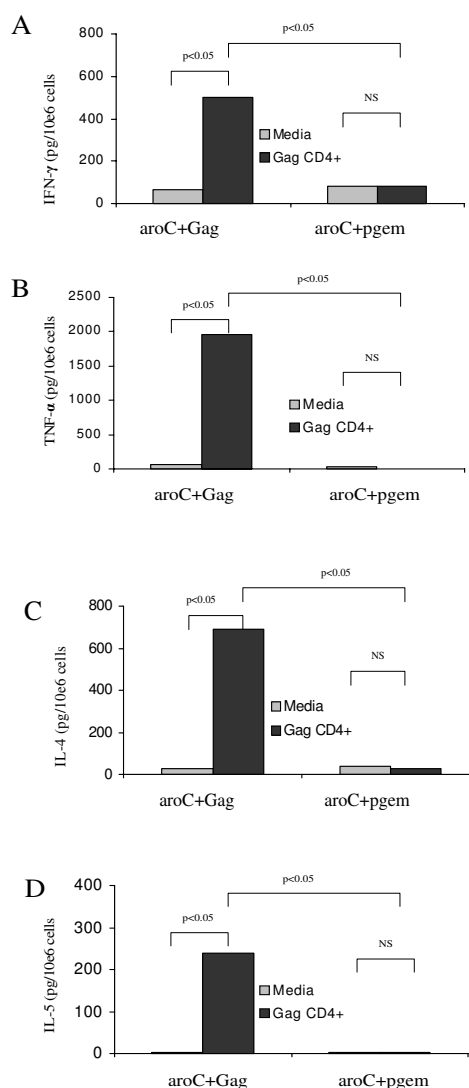 A
p<0.05
p<0.05
IFN-γ (pg/10e6 cells)
800
600
400
200
0
NS
Media
Gag CD4+
aroC+Gag
aroC+pgem
B
p<0.05
p<0.05
TNF-α (pg/10e6 cells
2500
2000
1500
1000
500
0
NS
Media
Gag CD4+
aroC+Gag
aroC+pgem
C
p<0.05
p<0.05
IL-4 (pg/10e6 cells
800
600
400
200
0
NS
Media
Gag CD4+
aroC+Gag
aroC+pgem
D
p<0.05
p<0.05
IL-5 (pg/10e6 cells
400
300
200
100
0
NS
Media
Gag CD4+
aroC+Gag
aroC+pgem